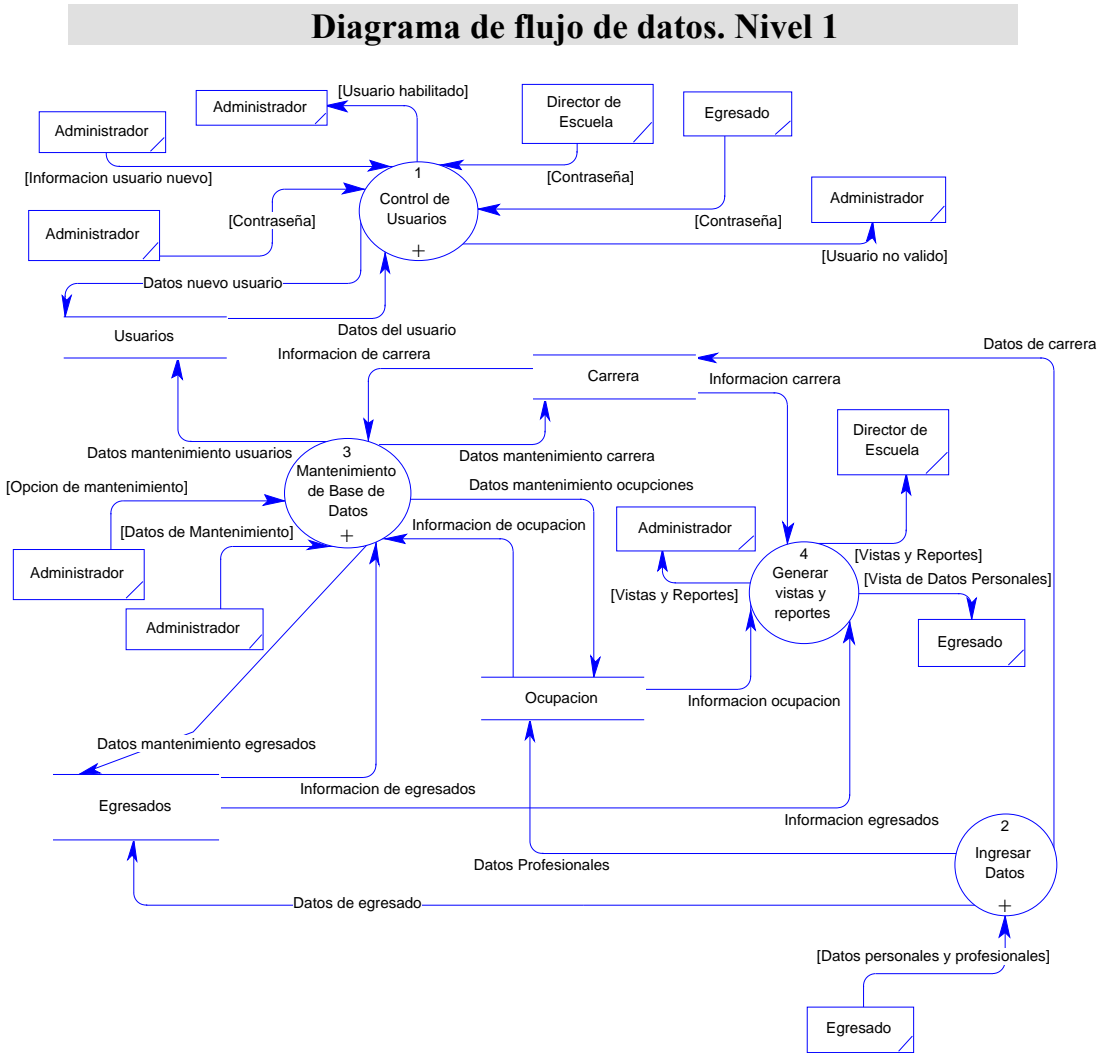 Diagrama de flujo de datos. Nivel 1
[Usuario habilitado]
Administrador
Director de
Escuela
Egresado
Administrador
[Informacion usuario nuevo]
[Contraseña]
1
Control de
Usuarios
+
Administrador
[Contraseña]
[Contraseña]
Administrador
[Usuario no valido]
Datos nuevo usuario
Usuarios
Datos del usuario
Informacion de carrera
Datos de carrera
Carrera
Informacion carrera
Director de
Escuela
Datos mantenimiento usuarios
3
Mantenimiento
de Base de
Datos
+
Datos mantenimiento carrera
[Opcion de mantenimiento]
Datos mantenimiento ocupciones
[Datos de Mantenimiento]
Informacion de ocupacion
Administrador
Administrador
Administrador
4
Generar
vistas y
reportes
[Vistas y Reportes]
[Vistas y Reportes]
[Vista de Datos Personales]
Egresado
Ocupacion
Informacion ocupacion
Datos mantenimiento egresados
Informacion de egresados
Egresados
Informacion egresados
2
Ingresar
Datos
+
Datos Profesionales
Datos de egresado
[Datos personales y profesionales]
Egresado